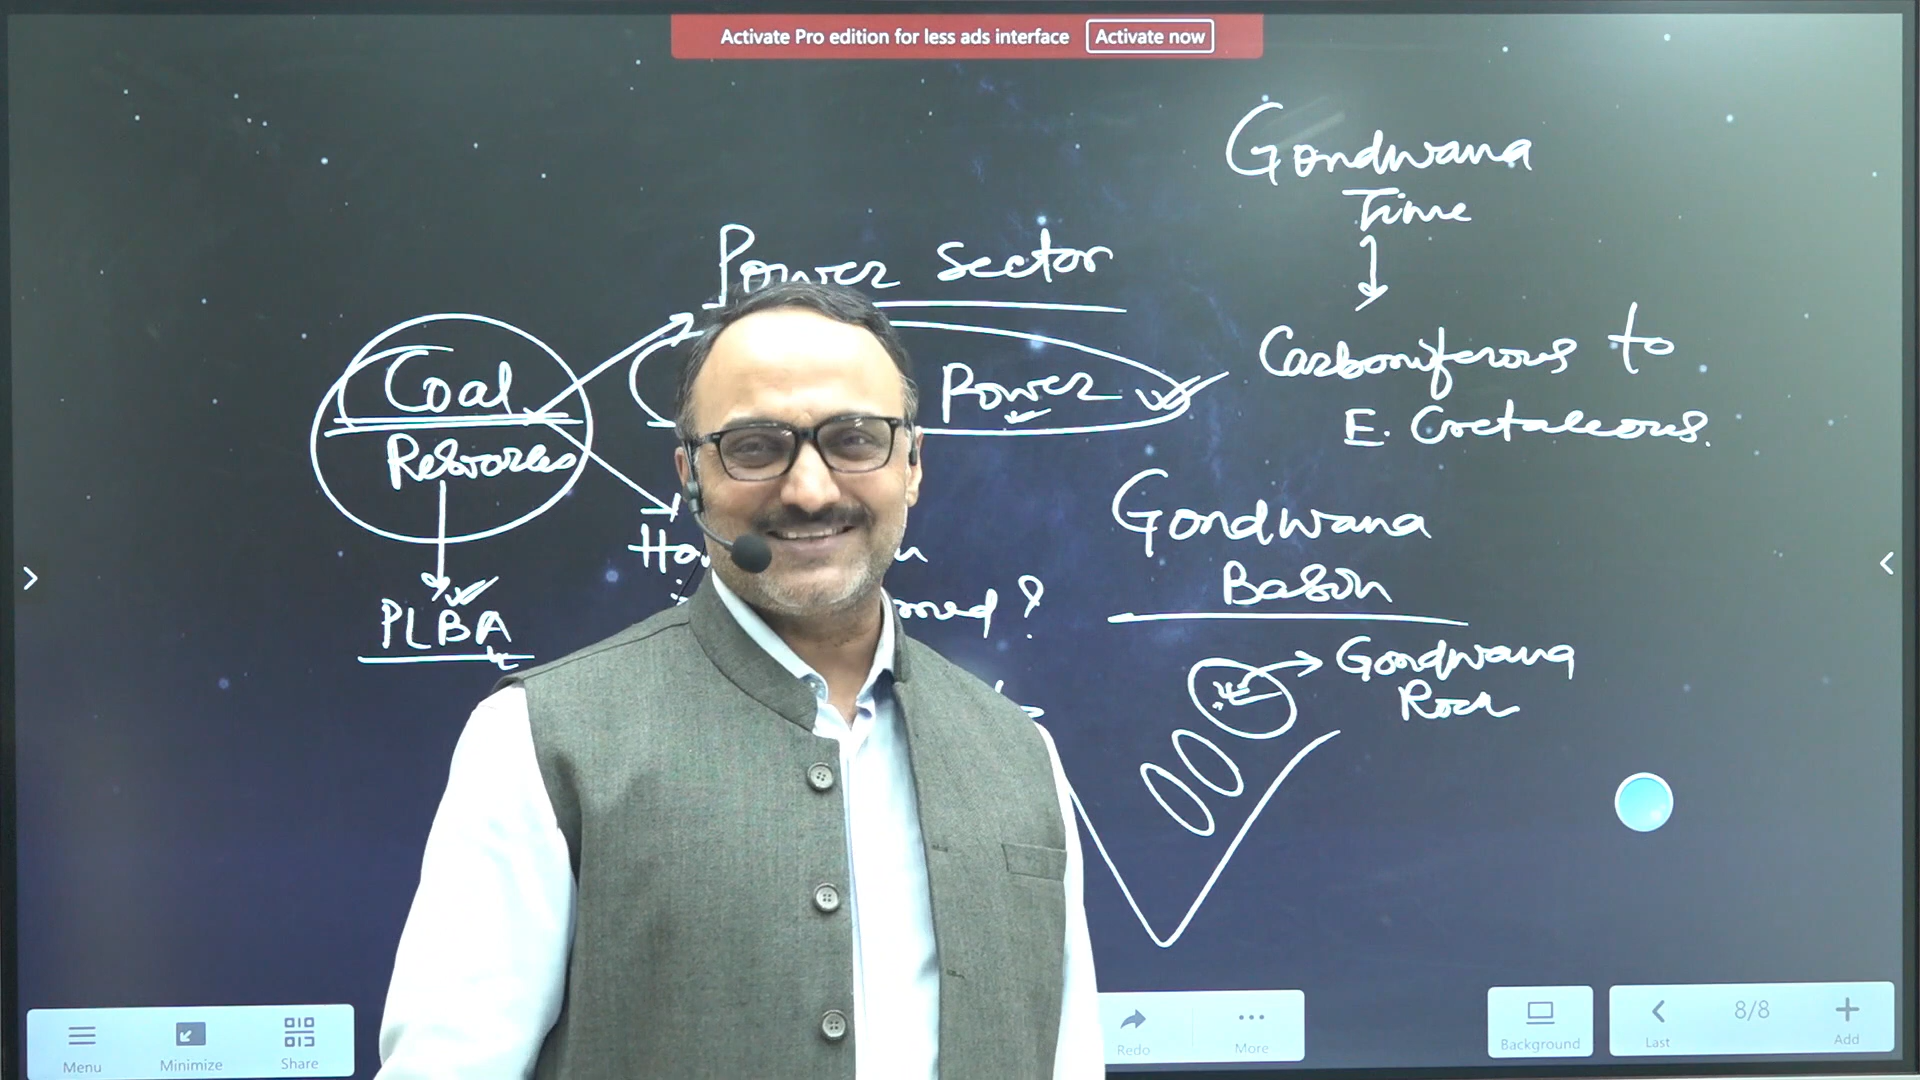 Activate Pro edition for less ads interface Activate now
Gondwana
Time
Power Sector
Carboniferous to
E. Cretaceous.
Coal
Power
Gondwana
Basin
PLBA
Gondwana
Rock
8/8
Menu Minimize Share Redo More Background Last Add